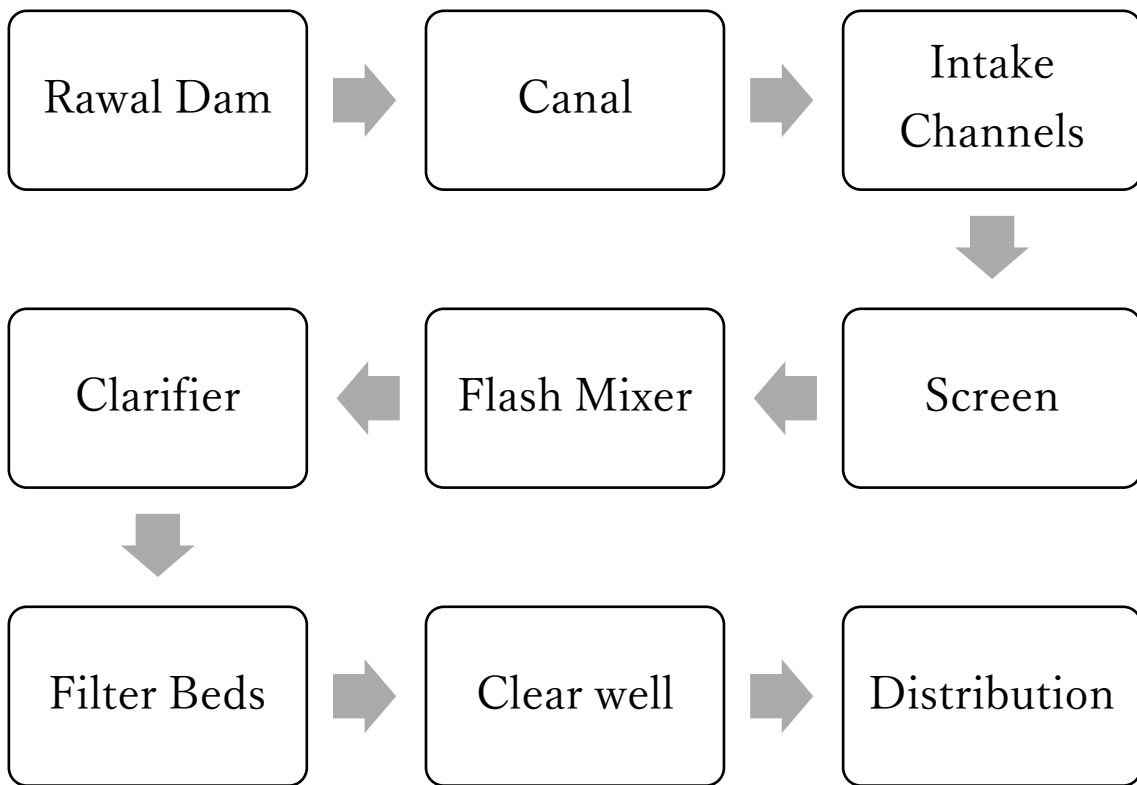 Rawal Dam
Canal
Intake
Channels
Screen
Flash Mixer
Clarifier
Filter Beds
Clear well
Distribution